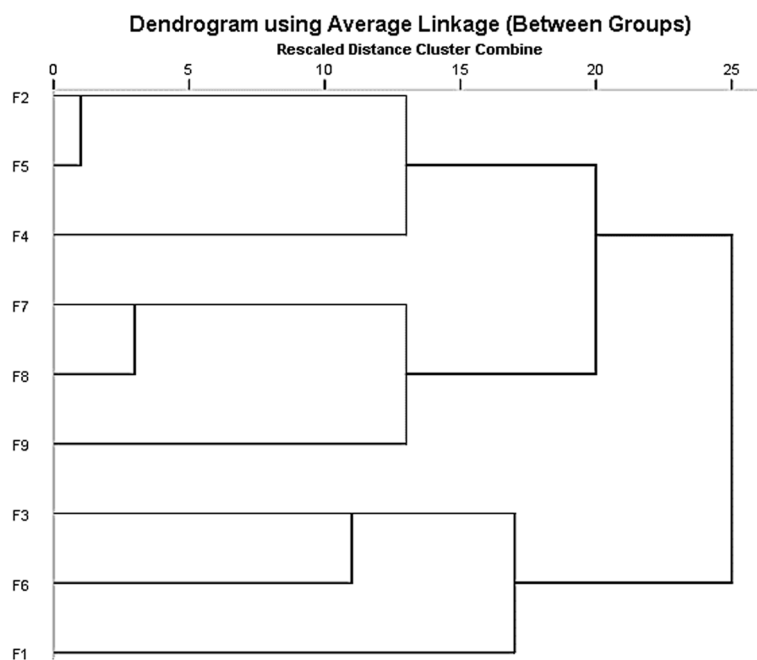 Dendrogram using Average Linkage (Between Groups)
Rescaled Distance Cluster Combine
0 5 10 15 20 25
F2
F5
F4
F7
F8
F9
F3
F6
F1